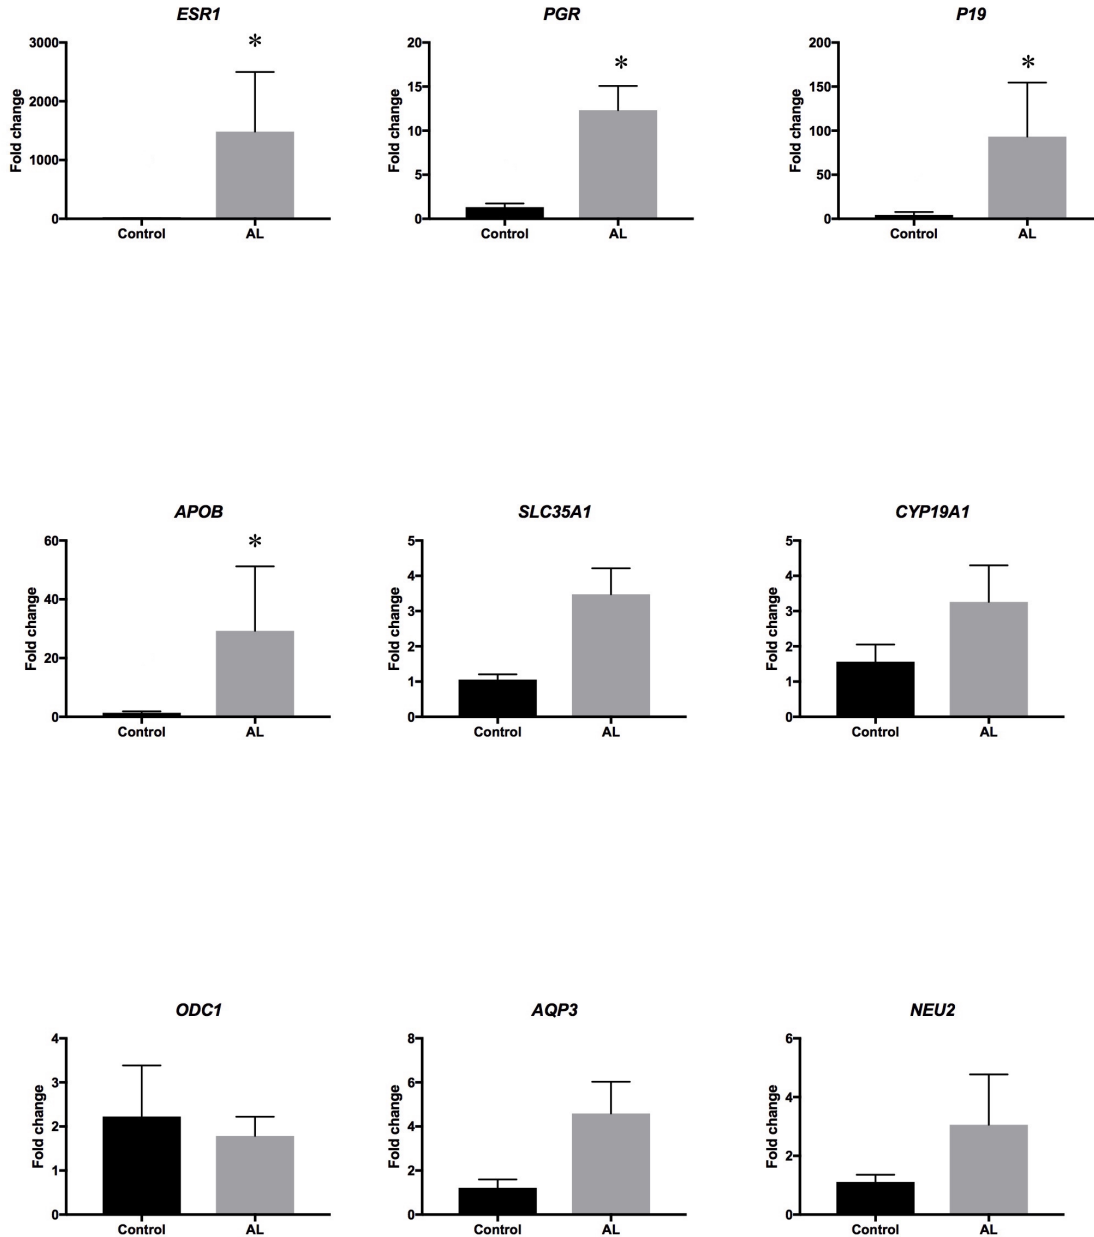 ESR1
PGR
P19
3000
2000
1000
0
Fold change
*
Control
AL
20
15
10
5
0
Fold change
*
Control
AL
200
150
100
50
0
Fold change
*
Control
AL
APOB
SLC35A1
CYP19A1
60
40
20
0
Fold change
*
Control
AL
5
4
3
2
1
0
Fold change
Control
AL
5
4
3
2
1
0
Fold change
Control
AL
ODC1
AQP3
NEU2
4
3
2
1
0
Fold change
Control
AL
8
6
4
2
0
Fold change
Control
AL
6
4
2
0
Fold change
Control
AL